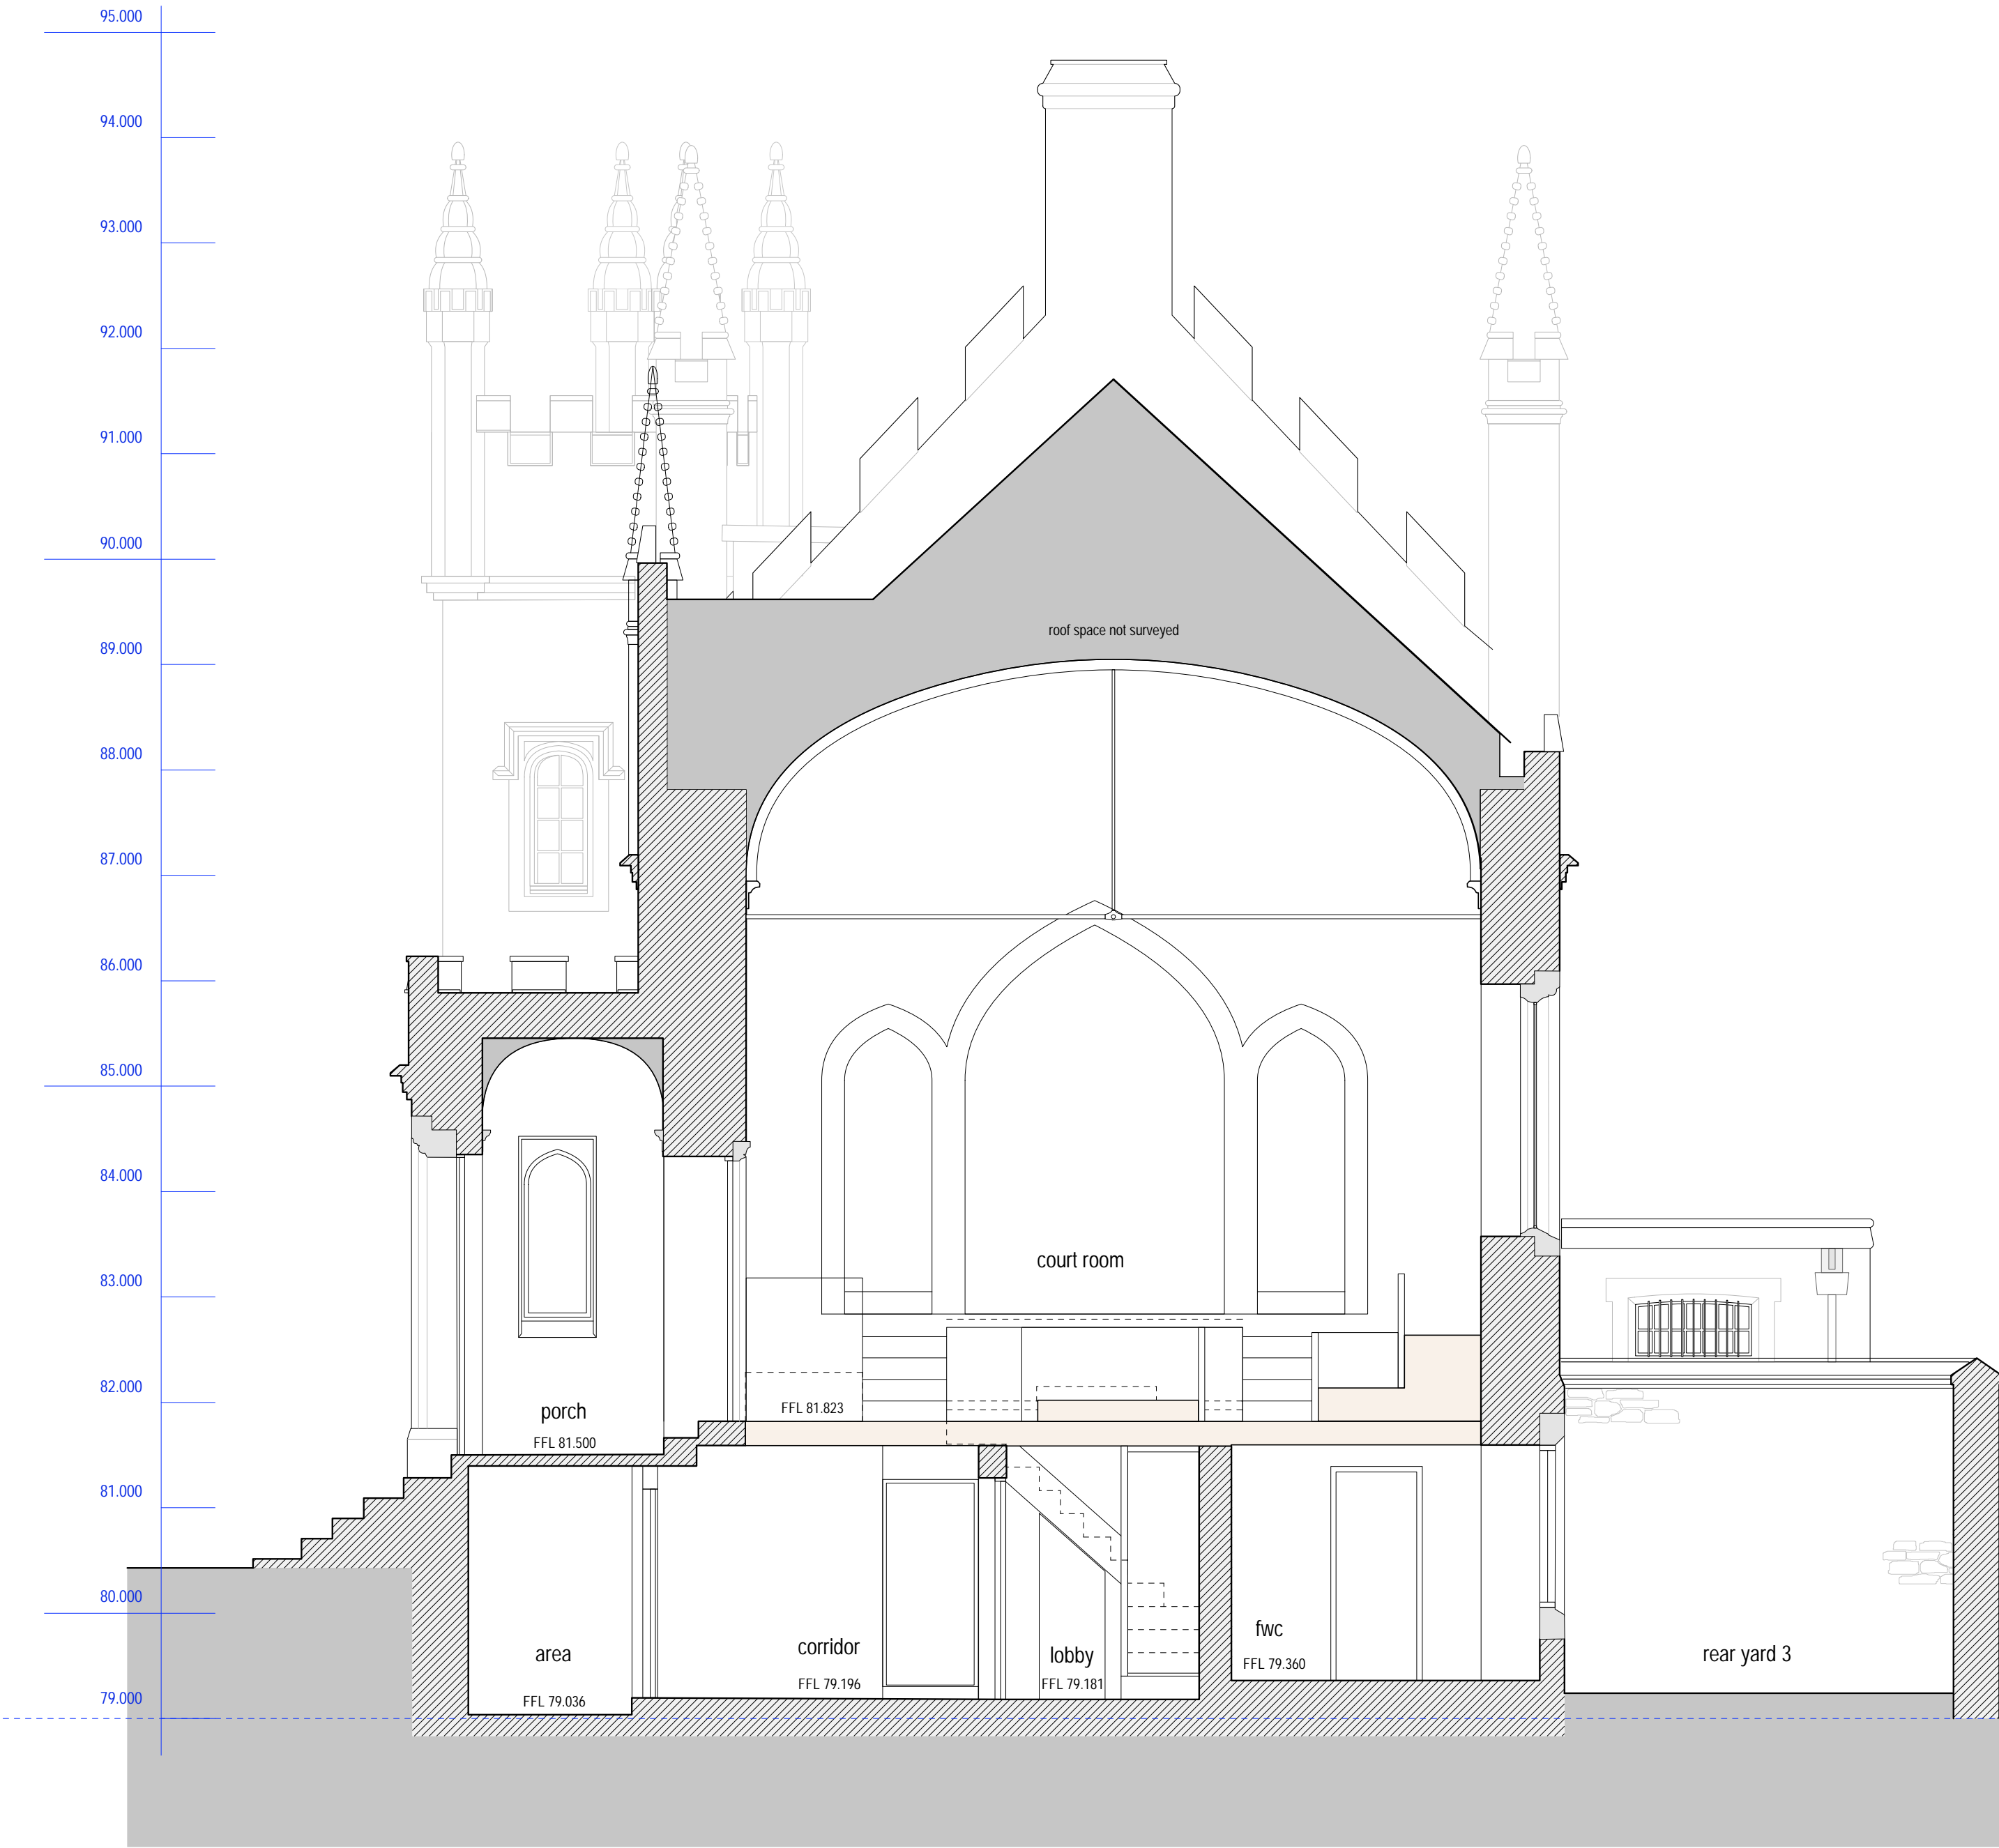 95.000
94.000
93.000
92.000
91.000
90.000
89.000
roof space not surveyed
88.000
87.000
86.000
85.000
84.000
83.000
court room
82.000
porch
FFL 81.823
FFL 81.500
81.000
80.000
area
corridor
lobby
fwc
rear yard 3
FFL 79.036
FFL 79.196
FFL 79.181
FFL 79.360
79.000